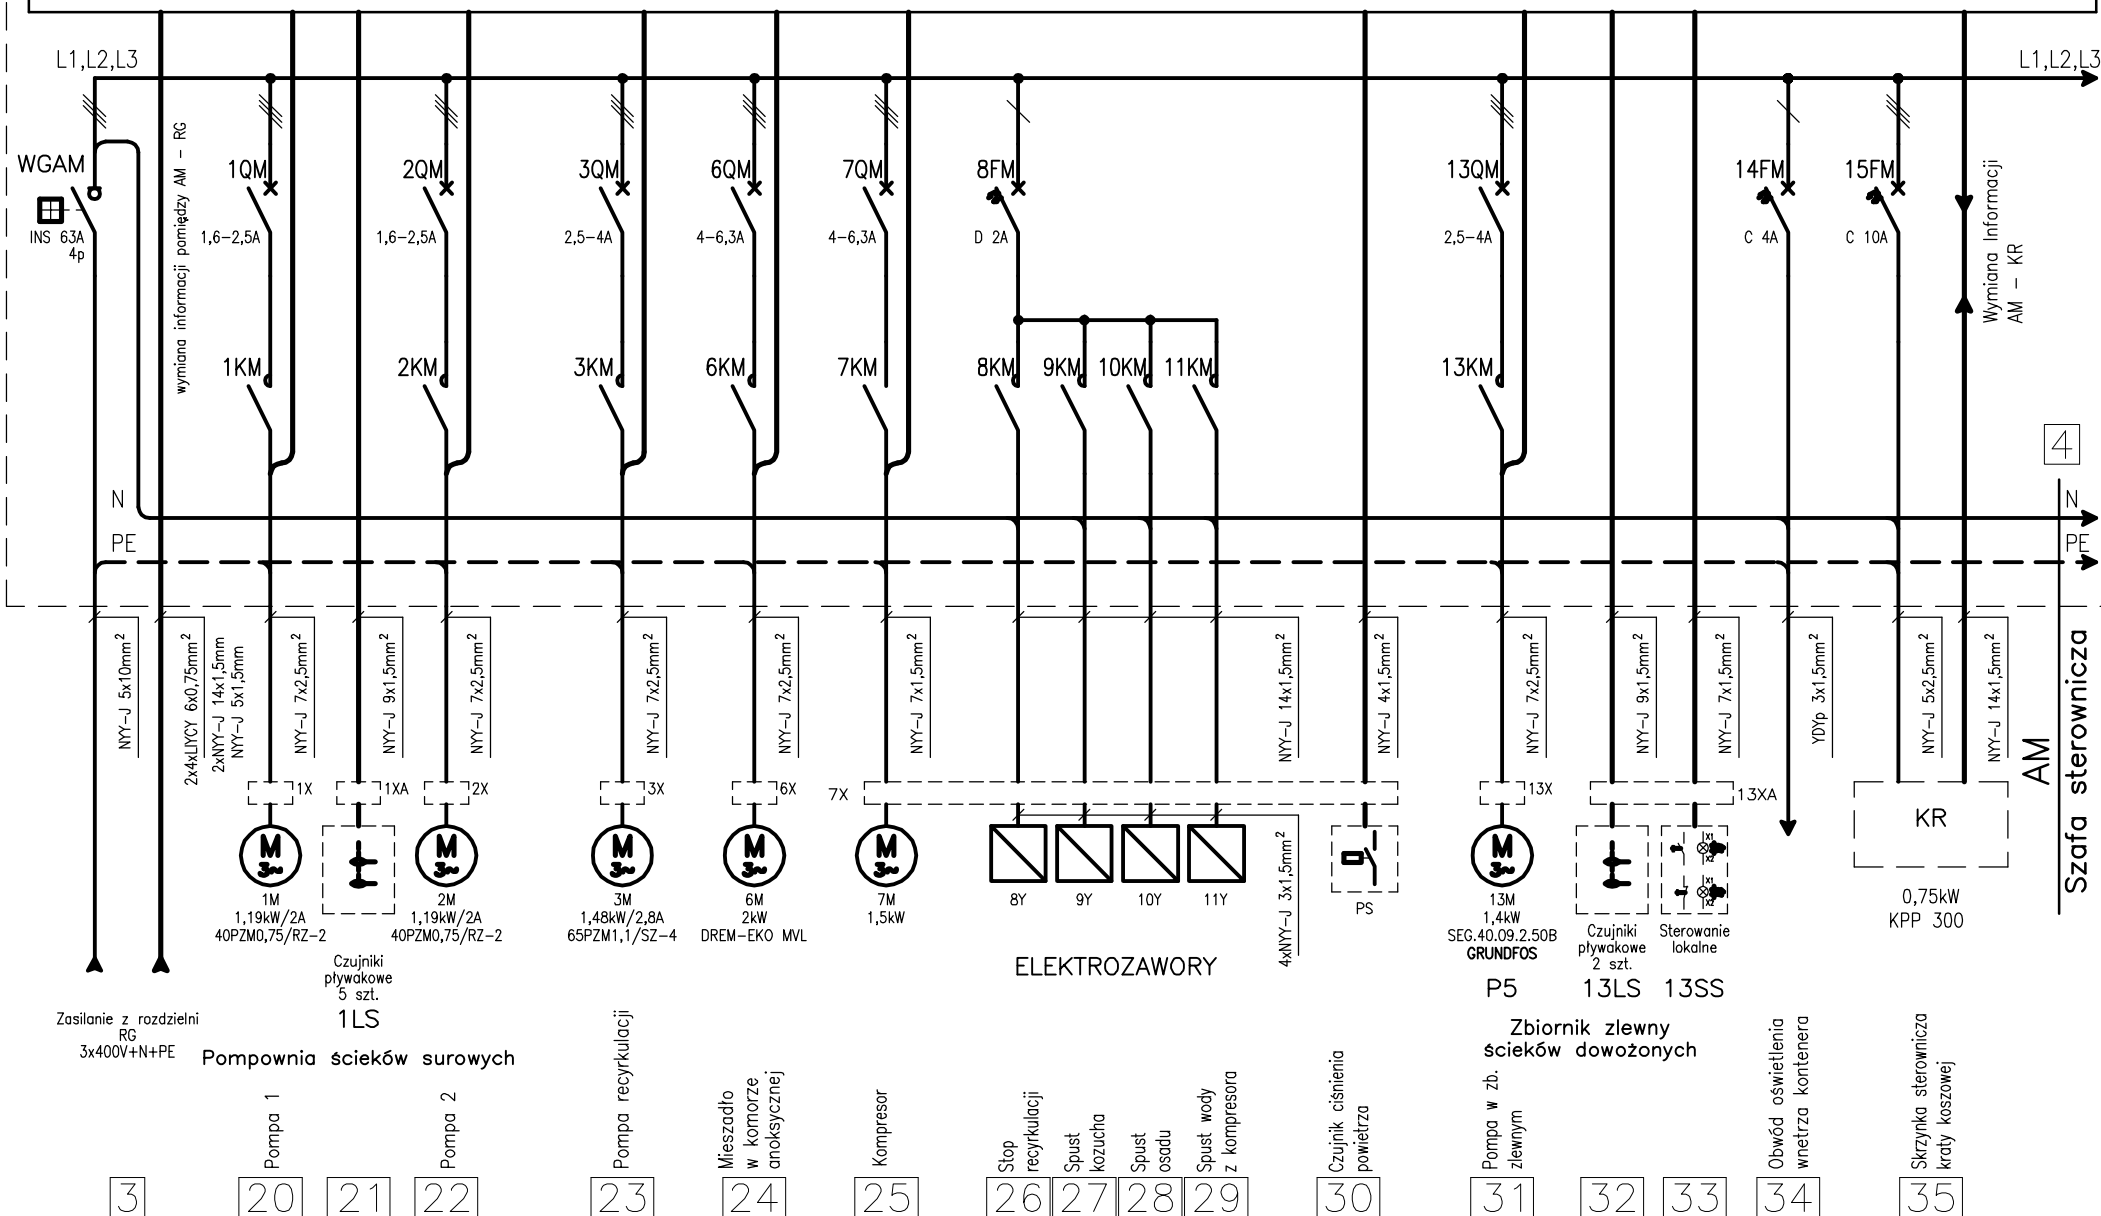 L1,L2,L3
L1,L2,L3
WGAM
INS 63A
4p
wymiana informacji pomiędzy AM - RG
1QM
1,6-2,5A
2QM
1,6-2,5A
3QM
2,5-4A
6QM
4-6,3A
7QM
4-6,3A
8FM
D 2A
13QM
2,5-4A
14FM
C 4A
15FM
C 10A
Wymiana Informacji
AM - KR
1KM
2KM
3KM
6KM
7KM
8KM
9KM
10KM
11KM
13KM
4
N
N
PE
PE
NYY-J 5x10mm²
2x4xLIYCY 6x0,75mm²
2xNYY-J 14x1,5mm
NYY-J 5x1,5mm
NYY-J 7x2,5mm²
NYY-J 9x1,5mm²
NYY-J 7x2,5mm²
NYY-J 7x2,5mm²
NYY-J 7x2,5mm²
NYY-J 7x1,5mm²
NYY-J 14x1,5mm²
NYY-J 4x1,5mm²
NYY-J 7x2,5mm²
NYY-J 9x1,5mm²
NYY-J 7x1,5mm²
YDYp 3x1,5mm²
NYY-J 5x2,5mm²
NYY-J 14x1,5mm²
AM
Szafa sterownicza
1X
1XA
2X
3X
6X
7X
13X
13XA
M
3~
M
3~
M
3~
M
3~
M
3~
M
3~
X1
X2
X1
X2
KR
1M
1,19kW/2A
40PZM0,75/RZ-2
2M
1,19kW/2A
40PZM0,75/RZ-2
3M
1,48kW/2,8A
65PZM1,1/SZ-4
6M
2kW
DREM-EKO MVL
7M
1,5kW
8Y
9Y
10Y
11Y
4xNYY-J 3x1,5mm²
PS
13M
1,4kW
SEG.40.09.2.50B
GRUNDFOS
P5
Czujniki
pływakowe
2 szt.
13LS
Sterowanie
lokalne
13SS
0,75kW
KPP 300
Czujniki
pływakowe
5 szt.
1LS
ELEKTROZAWORY
Zasilanie z rozdzielni
RG
3x400V+N+PE
Pompownia ścieków surowych
Zbiornik zlewny
ścieków dowożonych
Pompa 1
Pompa 2
Pompa recyrkulacji
Mieszadło
w komorze
anoksycznej
Kompresor
Stop
recyrkulacji
Spust
kozucha
Spust
osadu
Spust wody
z kompresora
Czujnik ciśnienia
powietrza
Pompa w zb.
zlewnym
Obwód oświetlenia
wnetrza kontenera
Skrzynka sterownicza
kraty koszowej
3
20
21
22
23
24
25
26
27
28
29
30
31
32
33
34
35